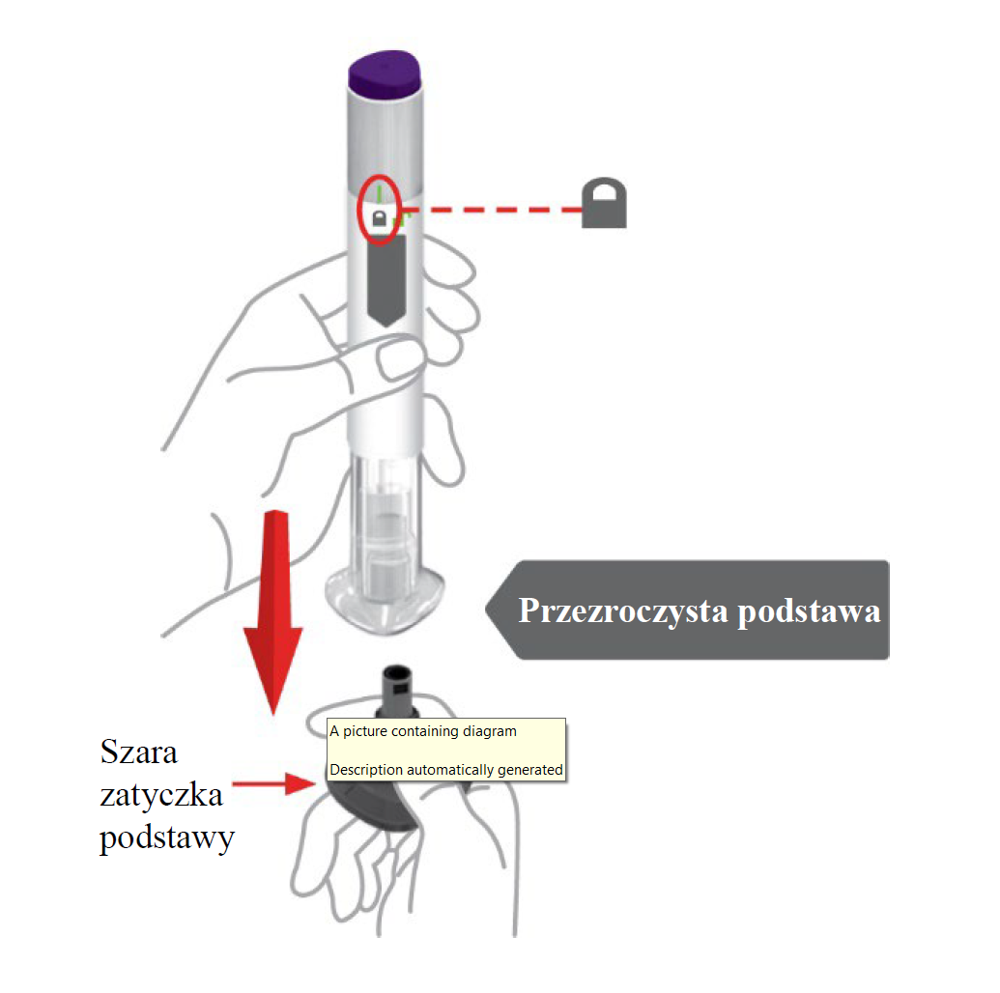 Przezroczysta podstawa
A picture containing diagram
Description automatically generated
Szara
zatyczka
podstawy